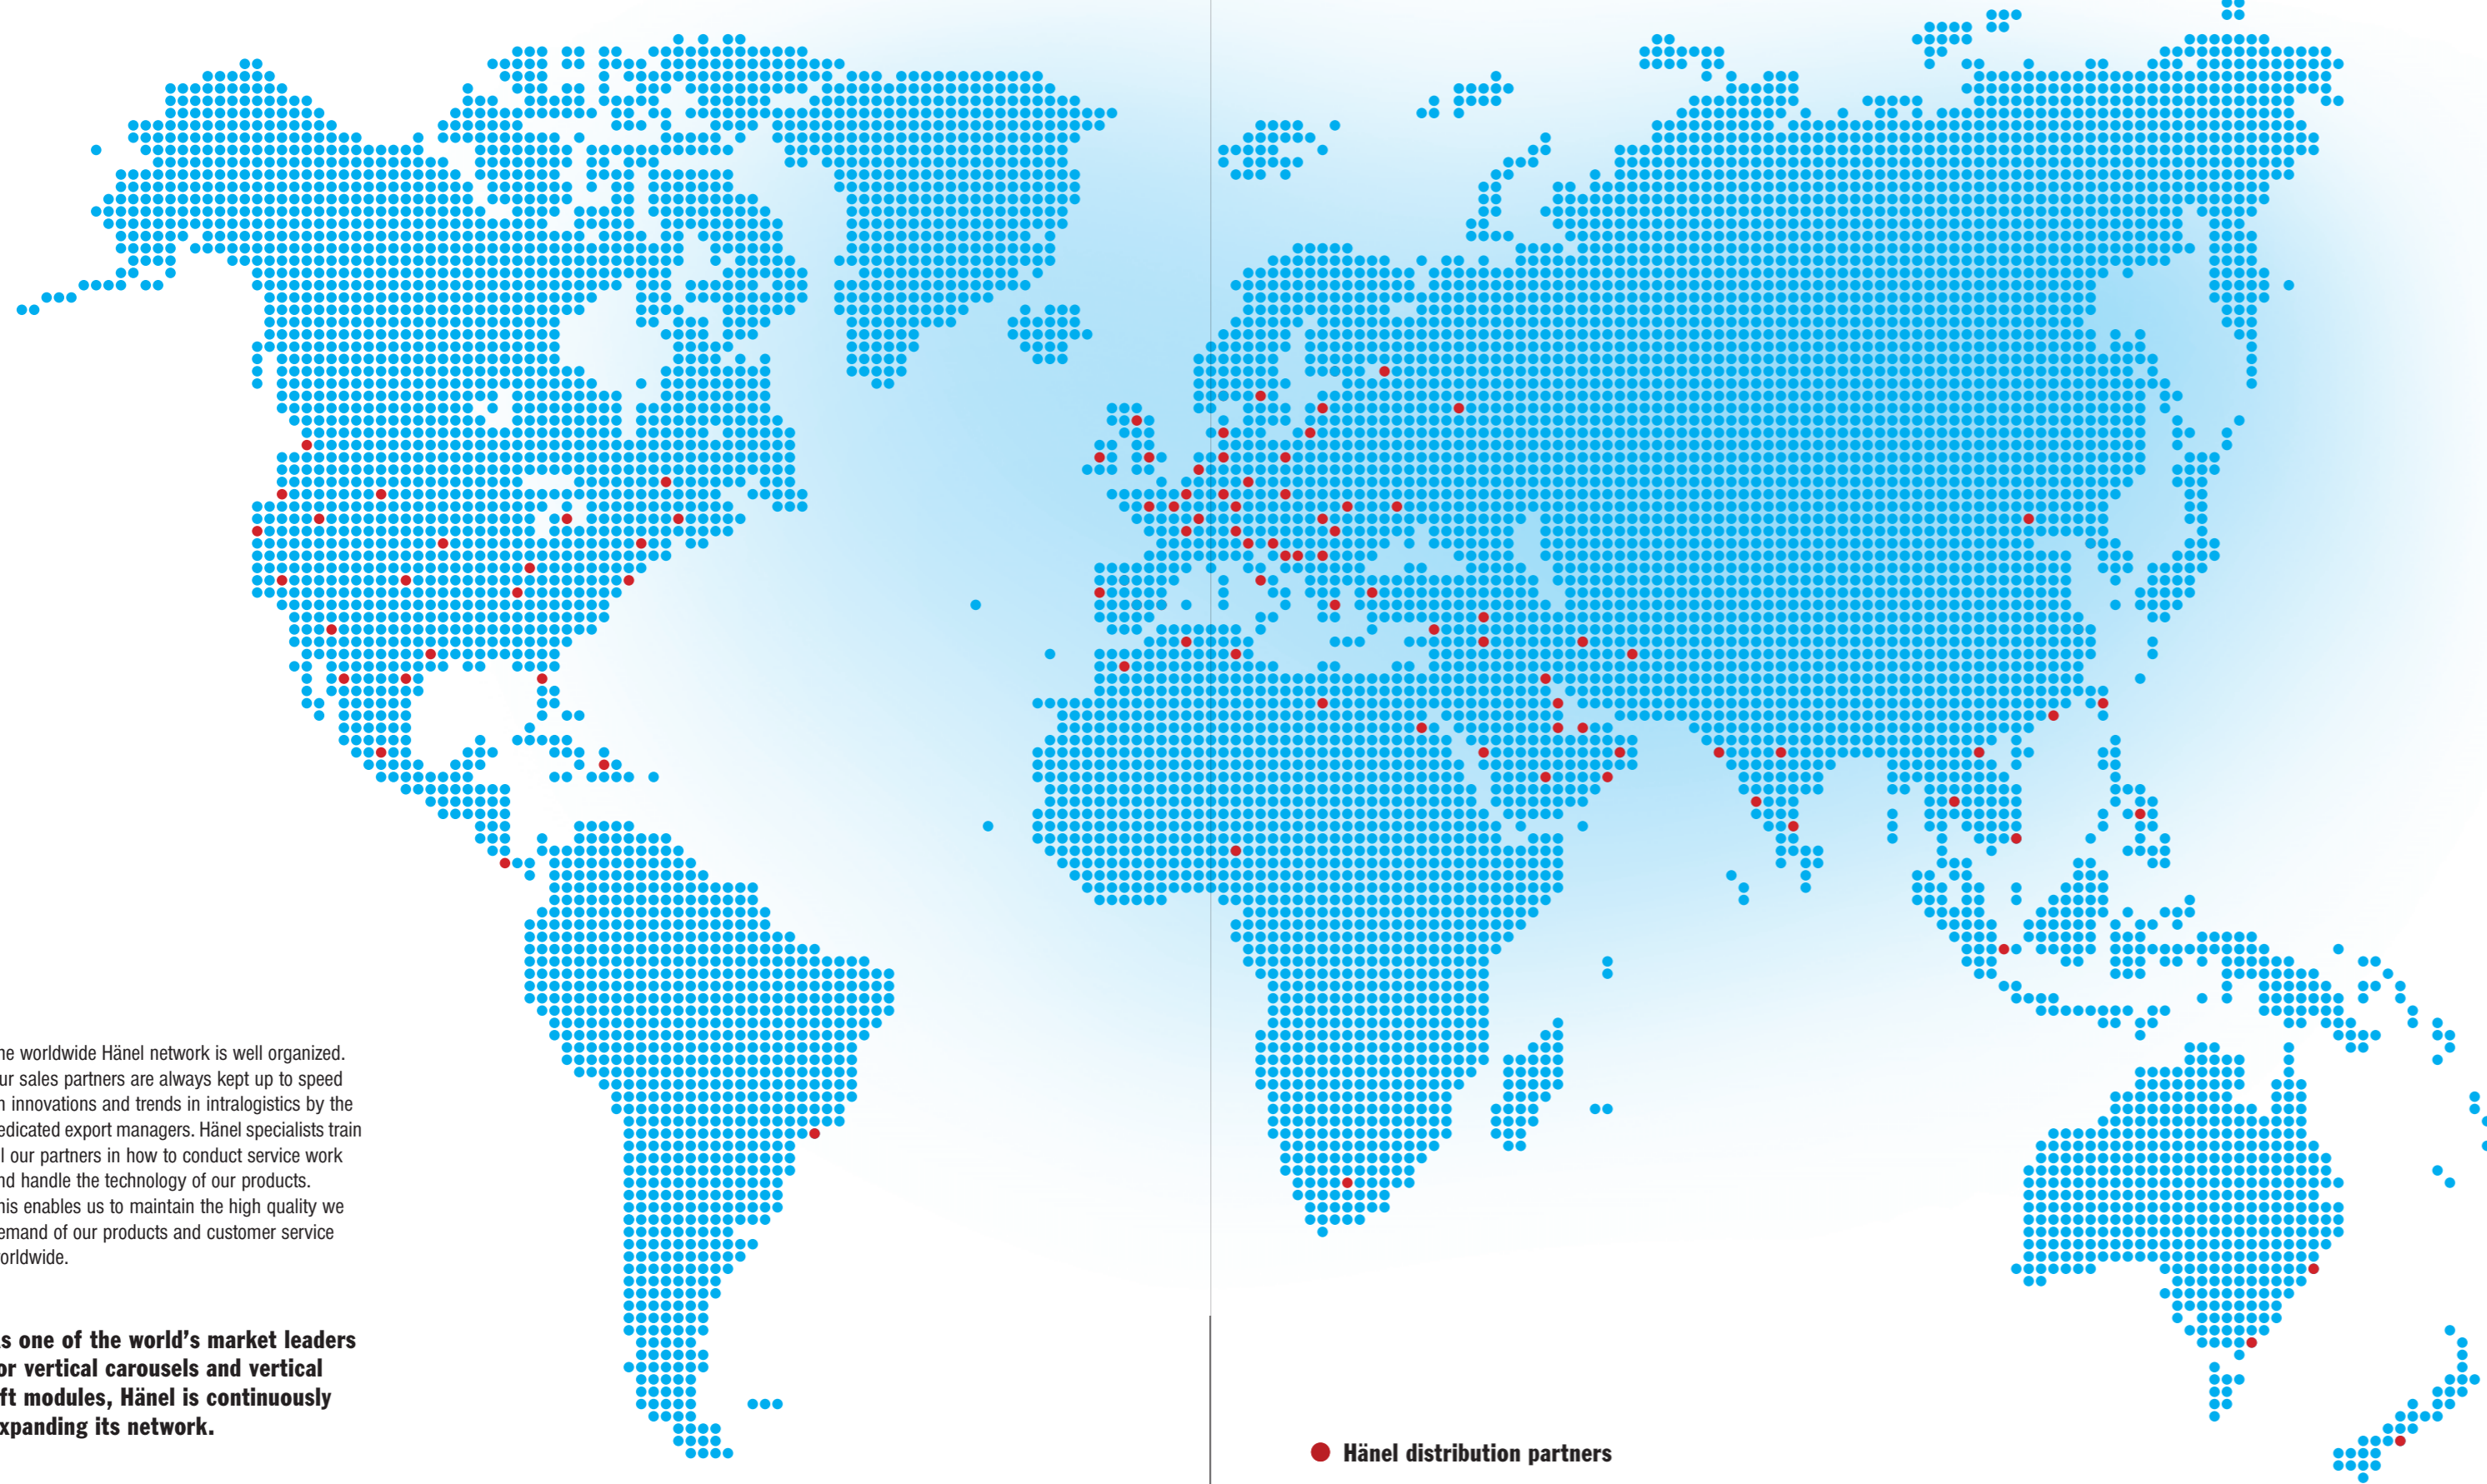 he worldwide Hänel network is well organized.
ur sales partners are always kept up to speed
n innovations and trends in intralogistics by the
edicated export managers. Hänel specialists train
l our partners in how to conduct service work
nd handle the technology of our products.
his enables us to maintain the high quality we
emand of our products and customer service
orldwide.
s one of the world's market leaders
or vertical carousels and vertical
ft modules, Hänel is continuously
xpanding its network.
Hänel distribution partners